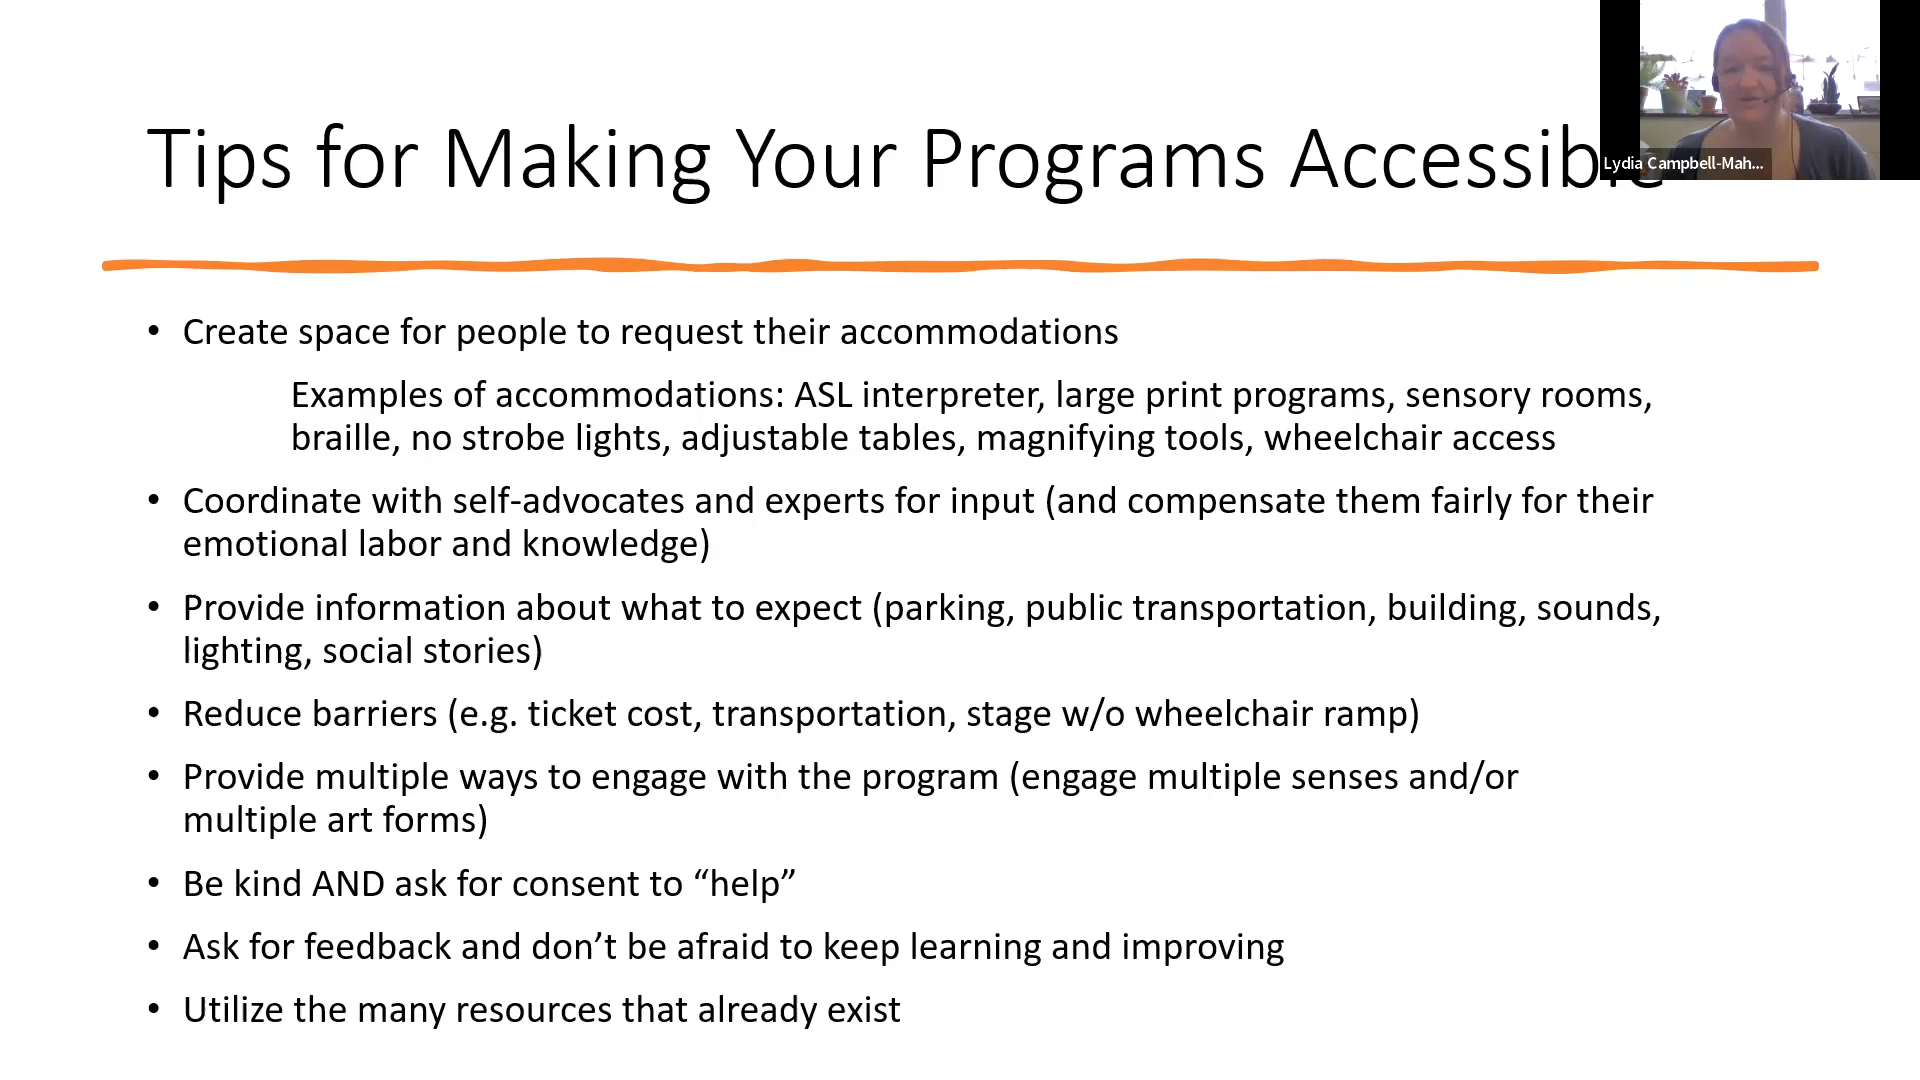 Tips for Making Your Programs Accessible
Lydia Campbell-Mah...
• Create space for people to request their accommodations
Examples of accommodations: ASL interpreter, large print programs, sensory rooms,
braille, no strobe lights, adjustable tables, magnifying tools, wheelchair access
• Coordinate with self-advocates and experts for input (and compensate them fairly for their
emotional labor and knowledge)
• Provide information about what to expect (parking, public transportation, building, sounds,
lighting, social stories)
• Reduce barriers (e.g. ticket cost, transportation, stage w/o wheelchair ramp)
• Provide multiple ways to engage with the program (engage multiple senses and/or
multiple art forms)
• Be kind AND ask for consent to “help”
• Ask for feedback and don’t be afraid to keep learning and improving
• Utilize the many resources that already exist